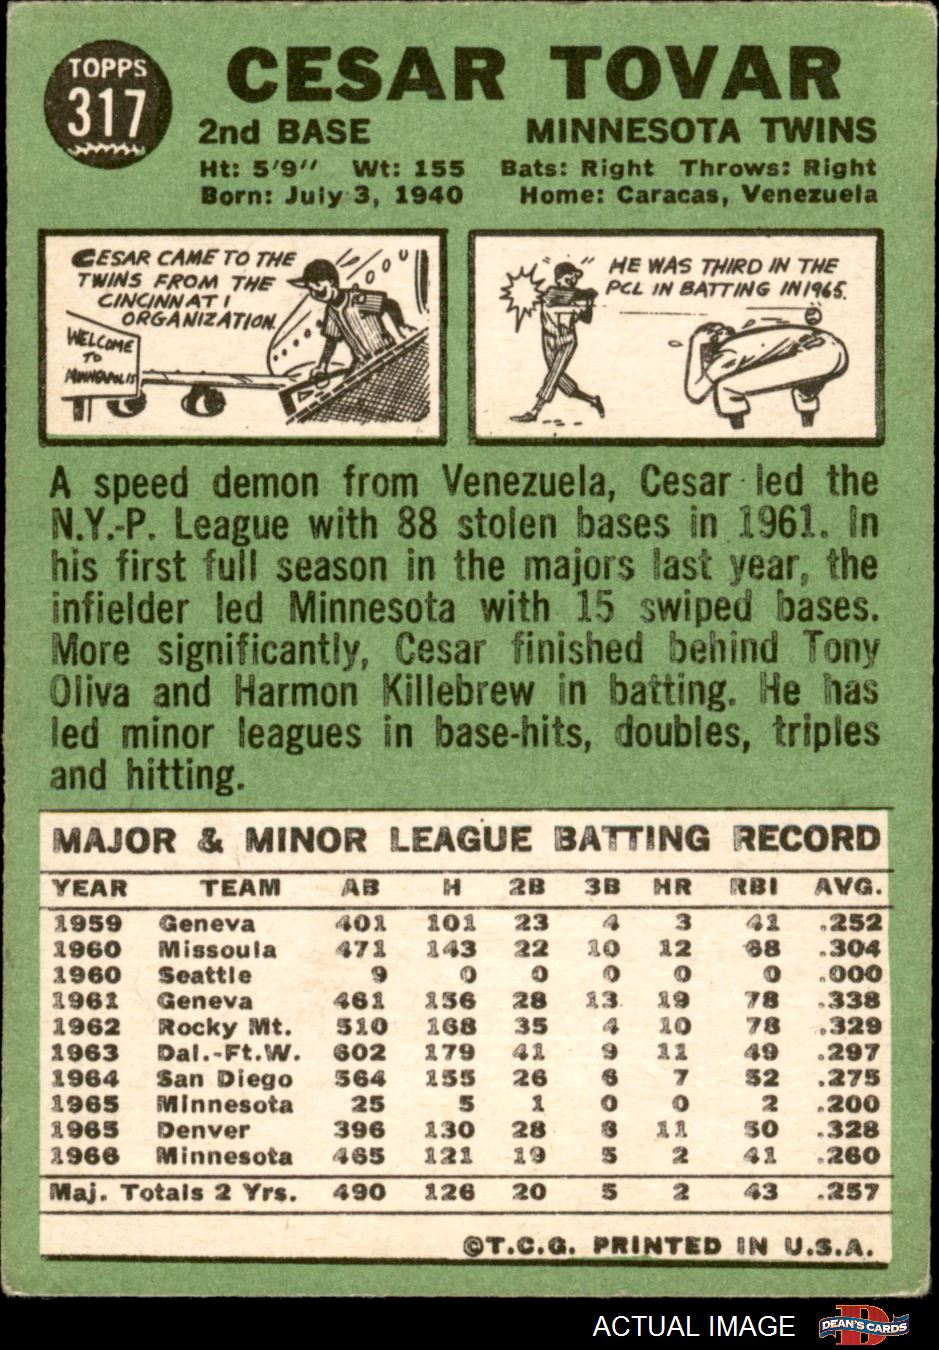 TOPPS
317
CESAR TOVAR
2nd BASE MINNESOTA TWINS
Ht: 5'9" Wt: 155 Bats: Right Throws: Right
Born: July 3, 1940 Home: Caracas, Venezuela
CESAR CAME TO THE
TWINS FROM THE
CINCINNATI
ORGANIZATION.
WELCOME
TO
MINNEAPOLIS
HE WAS THIRD IN THE
PCL IN BATTING IN 1965.
A speed demon from Venezuela, Cesar led the
N.Y.-P. League with 88 stolen bases in 1961. In
his first full season in the majors last year, the
infielder led Minnesota with 15 swiped bases.
More significantly, Cesar finished behind Tony
Oliva and Harmon Killebrew in batting. He has
led minor leagues in base-hits, doubles, triples
and hitting.
MAJOR & MINOR LEAGUE BATTING RECORD
YEAR TEAM AB H 2B 3B HR RBI AVG.
1959 Geneva 401 101 23 4 3 41 .252
1960 Missoula 471 143 22 10 12 68 .304
1960 Seattle 9 0 0 0 0 0 .000
1961 Geneva 461 156 28 13 19 78 .338
1962 Rocky Mt. 510 168 35 4 10 78 .329
1963 Dal.-Ft.W. 602 179 41 9 11 49 .297
1964 San Diego 564 155 26 6 7 52 .275
1965 Minnesota 25 5 1 0 0 2 .200
1965 Denver 396 130 28 8 11 50 .328
1966 Minnesota 465 121 19 5 2 41 .260
Maj. Totals 2 Yrs. 490 126 20 5 2 43 .257
©T.C.G. PRINTED IN U.S.A.
ACTUAL IMAGE
D
DEAN'S CARDS